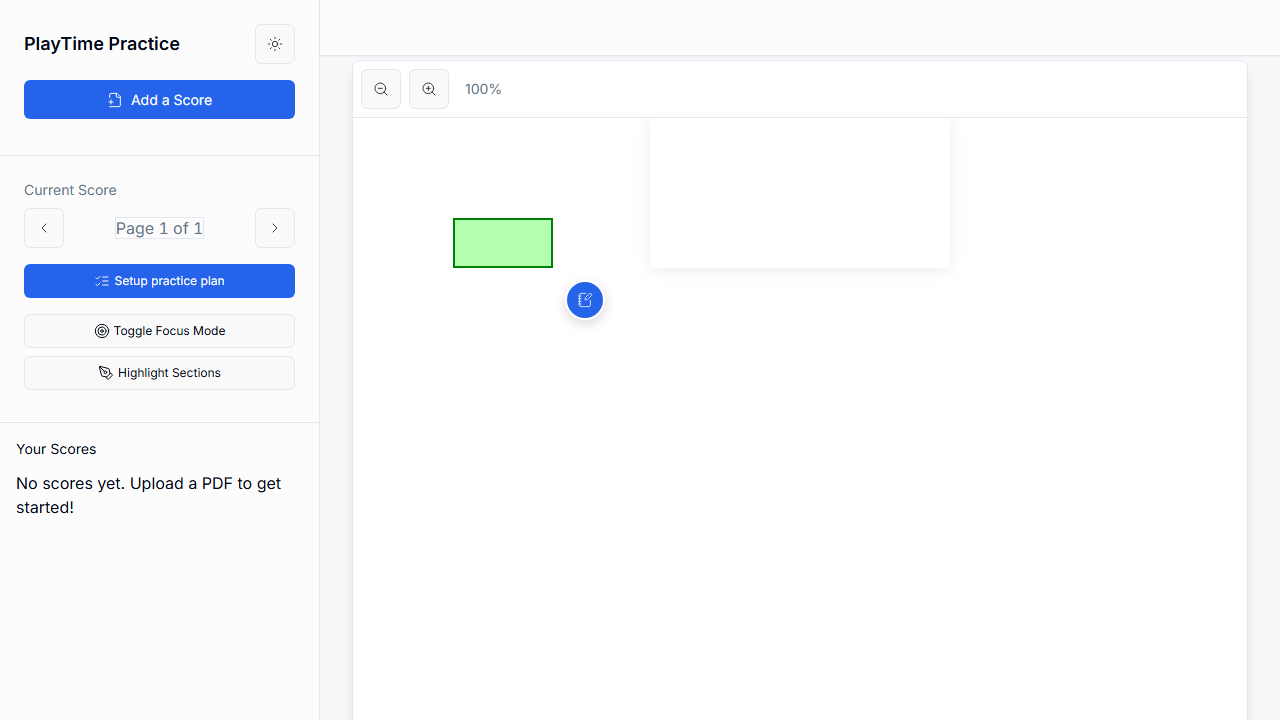 PlayTime Practice
Add a Score
100%
Current Score
Page 1 of 1
Setup practice plan
Toggle Focus Mode
Highlight Sections
Your Scores
No scores yet. Upload a PDF to get
started!